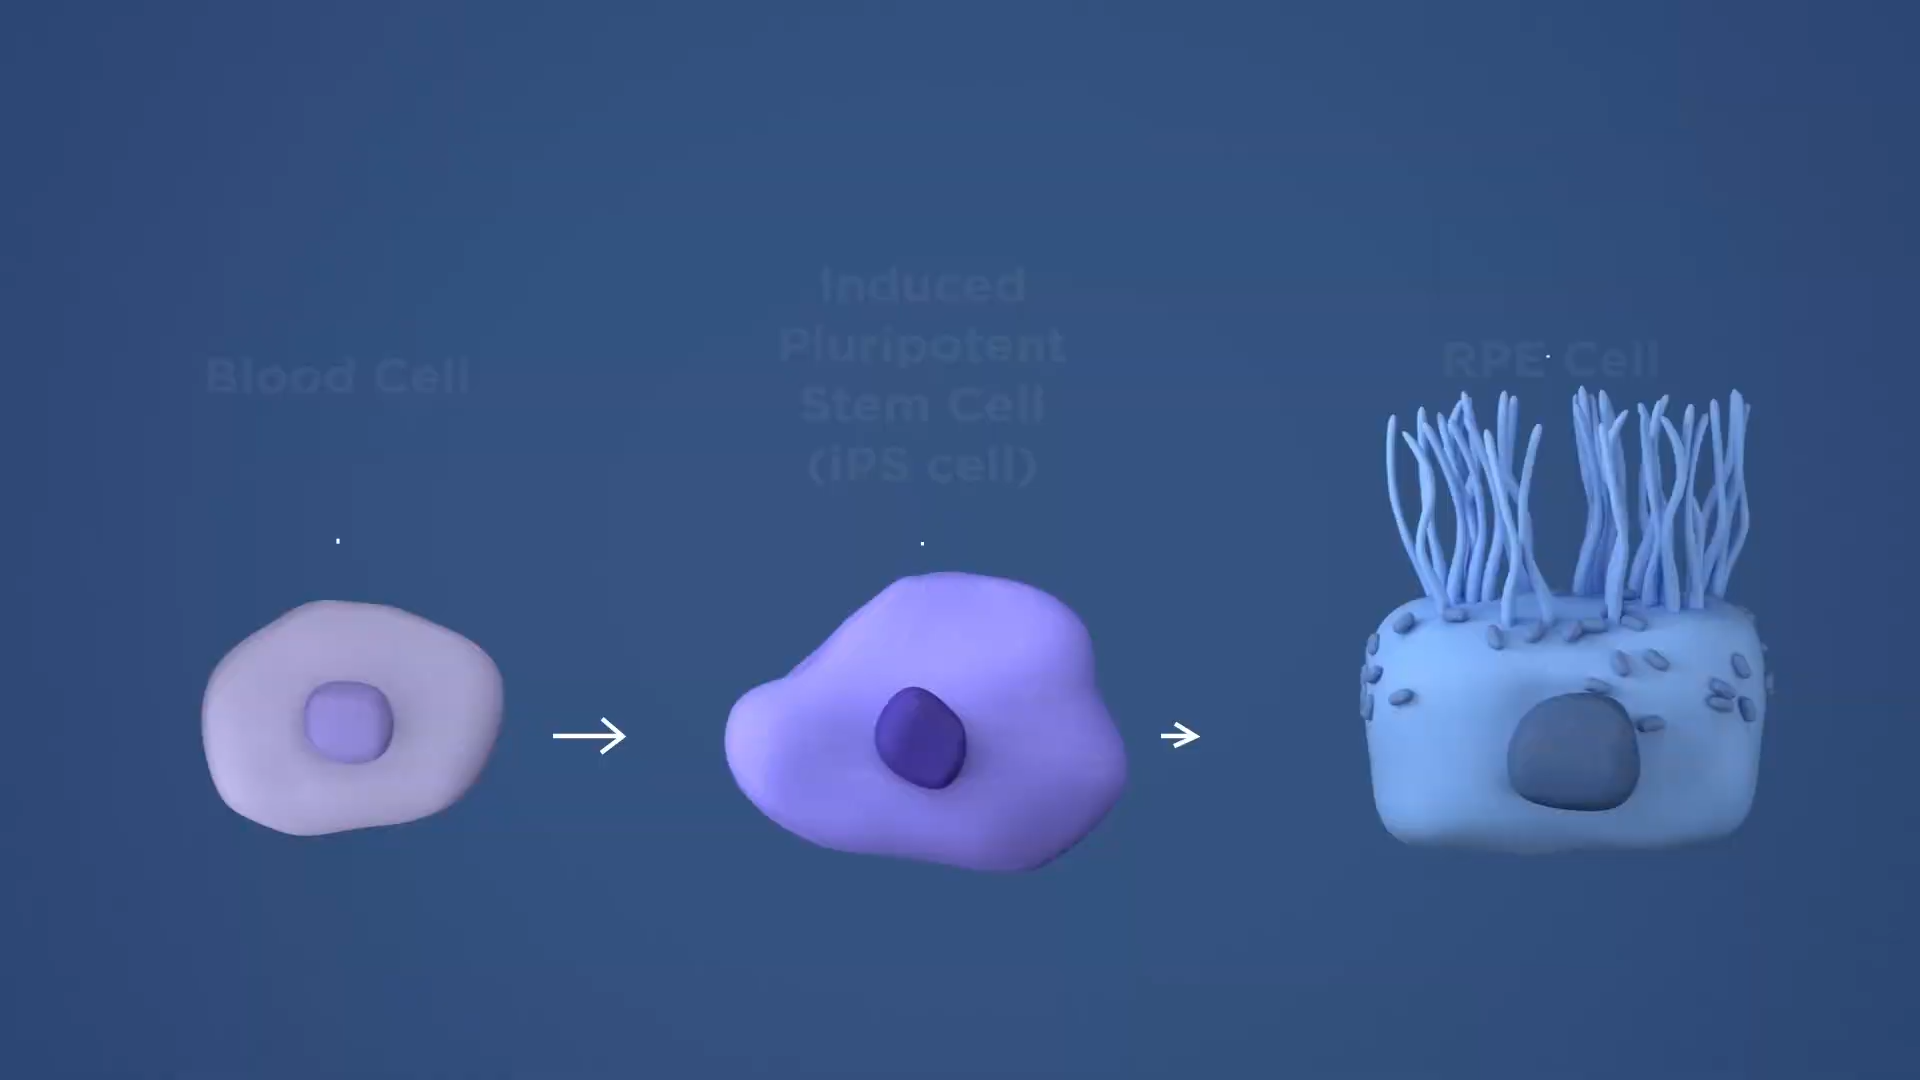 Blood Cell
Induced
Pluripotent
Stem Cell
(iPS cell)
RPE Cell